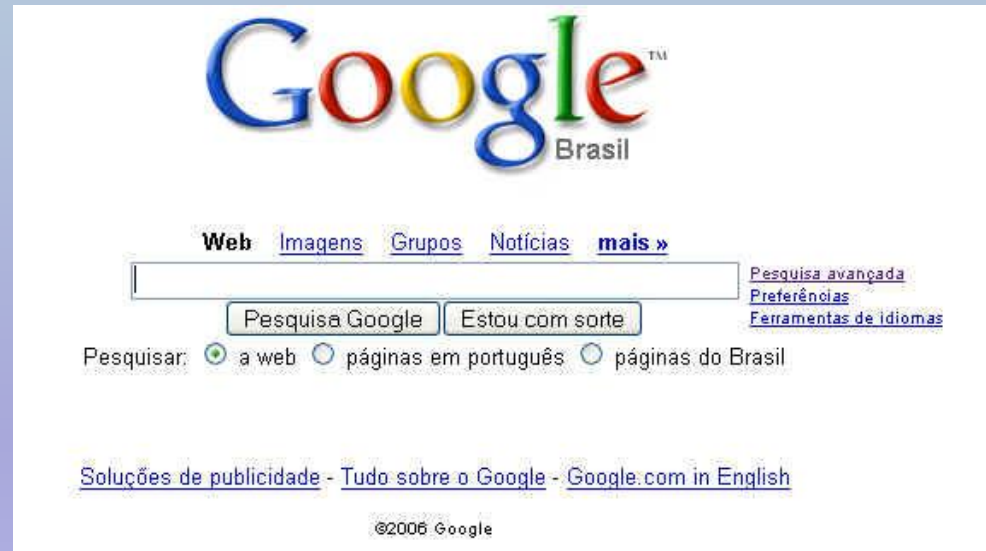 Google™
Brasil
Web Imagens Grupos Notícias mais »
Pesquisa avançada
Preferências
Ferramentas de idiomas
Pesquisa Google Estou com sorte
Pesquisar: a web páginas em português páginas do Brasil
Soluções de publicidade - Tudo sobre o Google - Google.com in English
©2006 Google